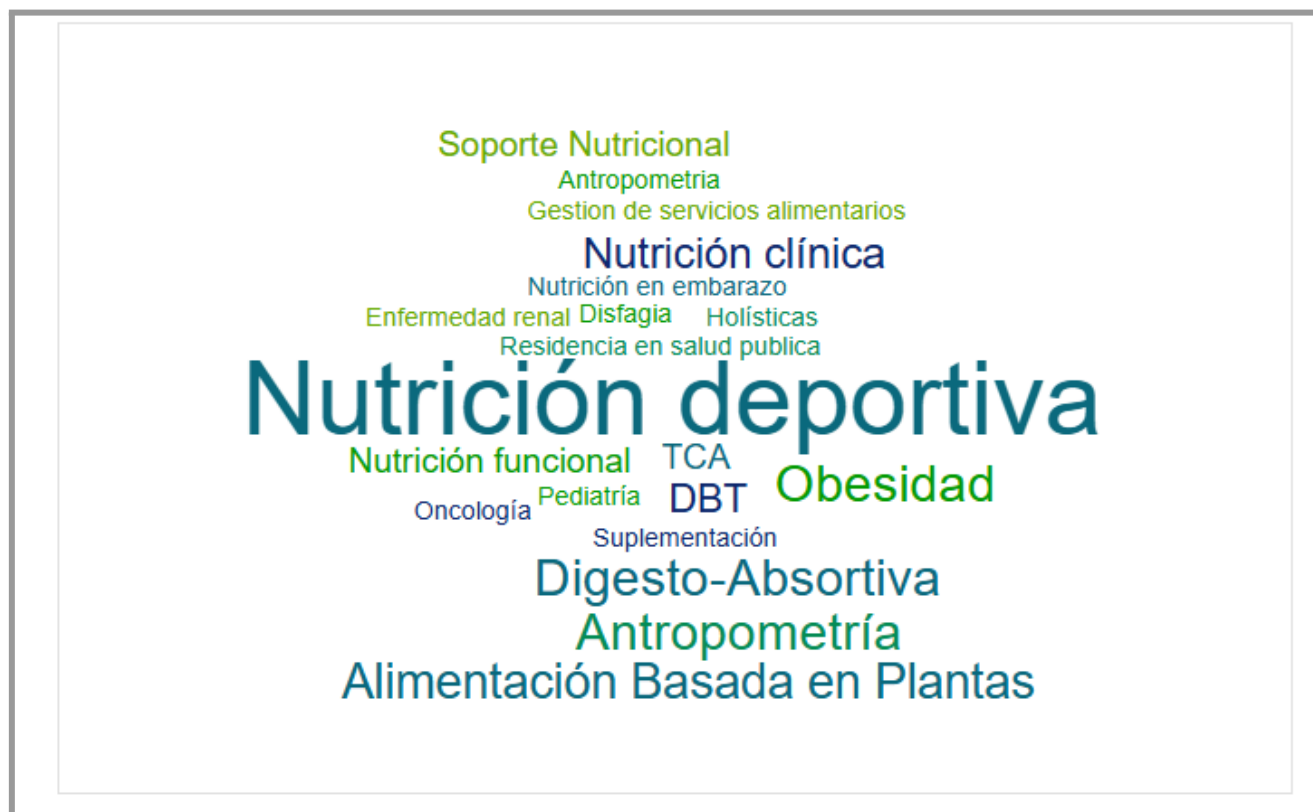 Soporte Nutricional
Antropometria
Gestion de servicios alimentarios
Nutrición clínica
Nutrición en embarazo
Enfermedad renal Disfagia Holísticas
Residencia en salud publica
Nutrición deportiva
Nutrición funcional TCA Obesidad
Oncología Pediatría DBT
Suplementación
Digesto-Absortiva
Antropometría
Alimentación Basada en Plantas